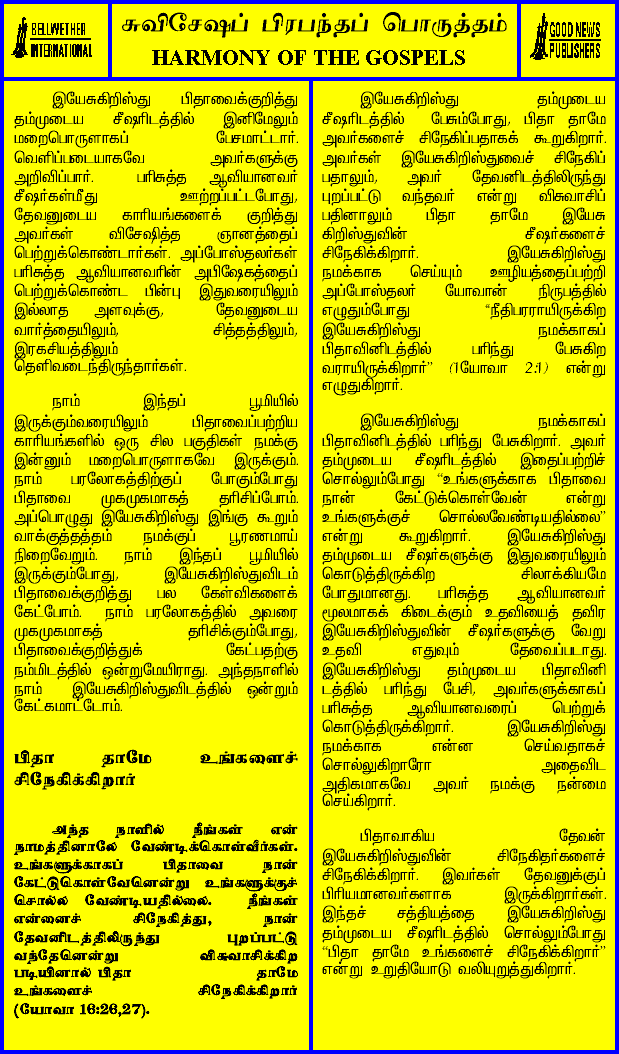 BELLWETHER
INTERNATIONAL
சுவிசேஷப் பிரபந்தப் பொருத்தம்
HARMONY OF THE GOSPELS
GOOD NEWS
PUBLISHERS
இயேசுகிறிஸ்து பிதாவைக்குறித்து
தம்முடைய சீஷரிடத்தில் இனிமேலும்
மறைபொருளாகப் பேசமாட்டார்.
வெளிப்படையாகவே அவர்களுக்கு
அறிவிப்பார். பரிசுத்த ஆவியானவர்
சீஷர்கள்மீது ஊற்றப்பட்டபோது,
தேவனுடைய காரியங்களைக் குறித்து
அவர்கள் விசேஷித்த ஞானத்தைப்
பெற்றுக்கொண்டார்கள். அப்போஸ்தலர்கள்
பரிசுத்த ஆவியானவரின் அபிஷேகத்தைப்
பெற்றுக்கொண்ட பின்பு இதுவரையிலும்
இல்லாத அளவுக்கு, தேவனுடைய
வார்த்தையிலும், சித்தத்திலும்,
இரகசியத்திலும்
தெளிவடைந்திருந்தார்கள்.
நாம் இந்தப் பூமியில்
இருக்கும்வரையிலும் பிதாவைப்பற்றிய
காரியங்களில் ஒரு சில பகுதிகள் நமக்கு
இன்னும் மறைபொருளாகவே இருக்கும்.
நாம் பரலோகத்திற்குப் போகும்போது
பிதாவை முகமுகமாகத் தரிசிப்போம்.
அப்பொழுது இயேசுகிறிஸ்து இங்கு கூறும்
வாக்குத்தத்தம் நமக்குப் பூரணமாய்
நிறைவேறும். நாம் இந்தப் பூமியில்
இருக்கும்போது, இயேசுகிறிஸ்துவிடம்
பிதாவைக்குறித்து பல கேள்விகளைக்
கேட்போம். நாம் பரலோகத்தில் அவரை
முகமுகமாகத் தரிசிக்கும்போது,
பிதாவைக்குறித்துக் கேட்பதற்கு
நம்மிடத்தில் ஒன்றுமேயிராது. அந்தநாளில்
நாம் இயேசுகிறிஸ்துவிடத்தில் ஒன்றும்
கேட்கமாட்டோம்.
பிதா தாமே உங்களைச்
சிநேகிக்கிறார்
அந்த நாளில் நீங்கள் என்
நாமத்தினாலே வேண்டிக்கொள்வீர்கள்.
உங்களுக்காகப் பிதாவை நான்
கேட்டுகொள்வேனென்று உங்களுக்குச்
சொல்ல வேண்டியதில்லை. நீங்கள்
என்னைச் சிநேகித்து, நான்
தேவனிடத்திலிருந்து புறப்பட்டு
வந்தேனென்று விசுவாசிக்கிற
படியினால் பிதா தாமே
உங்களைச் சிநேகிக்கிறார்
(யோவா 16:26,27).
இயேசுகிறிஸ்து தம்முடைய
சீஷரிடத்தில் பேசும்போது, பிதா தாமே
அவர்களைச் சிநேகிப்பதாகக் கூறுகிறார்.
அவர்கள் இயேசுகிறிஸ்துவைச் சிநேகிப்
பதாலும், அவர் தேவனிடத்திலிருந்து
புறப்பட்டு வந்தவர் என்று விசுவாசிப்
பதினாலும் பிதா தாமே இயேசு
கிறிஸ்துவின் சீஷர்களைச்
சிநேகிக்கிறார். இயேசுகிறிஸ்து
நமக்காக செய்யும் ஊழியத்தைப்பற்றி
அப்போஸ்தலர் யோவான் நிருபத்தில்
எழுதும்போது “நீதிபரராயிருக்கிற
இயேசுகிறிஸ்து நமக்காகப்
பிதாவினிடத்தில் பரிந்து பேசுகிற
வராயிருக்கிறார்” (1யோவா 2:1) என்று
எழுதுகிறார்.
இயேசுகிறிஸ்து நமக்காகப்
பிதாவினிடத்தில் பரிந்து பேசுகிறார். அவர்
தம்முடைய சீஷரிடத்தில் இதைப்பற்றிச்
சொல்லும்போது “உங்களுக்காக பிதாவை
நான் கேட்டுக்கொள்வேன் என்று
உங்களுக்குச் சொல்லவேண்டியதில்லை”
என்று கூறுகிறார். இயேசுகிறிஸ்து
தம்முடைய சீஷர்களுக்கு இதுவரையிலும்
கொடுத்திருக்கிற சிலாக்கியமே
போதுமானது. பரிசுத்த ஆவியானவர்
மூலமாகக் கிடைக்கும் உதவியைத் தவிர
இயேசுகிறிஸ்துவின் சீஷர்களுக்கு வேறு
உதவி எதுவும் தேவைப்படாது.
இயேசுகிறிஸ்து தம்முடைய பிதாவினி
டத்தில் பரிந்து பேசி, அவர்களுக்காகப்
பரிசுத்த ஆவியானவரைப் பெற்றுக்
கொடுத்திருக்கிறார். இயேசுகிறிஸ்து
நமக்காக என்ன செய்வதாகச்
சொல்லுகிறாரோ அதைவிட
அதிகமாகவே அவர் நமக்கு நன்மை
செய்கிறார்.
பிதாவாகிய தேவன்
இயேசுகிறிஸ்துவின் சிநேகிதர்களைச்
சிநேகிக்கிறார். இவர்கள் தேவனுக்குப்
பிரியமானவர்களாக இருக்கிறார்கள்.
இந்தச் சத்தியத்தை இயேசுகிறிஸ்து
தம்முடைய சீஷரிடத்தில் சொல்லும்போது
“பிதா தாமே உங்களைச் சிநேகிக்கிறார்”
என்று உறுதியோடு வலியுறுத்துகிறார்.